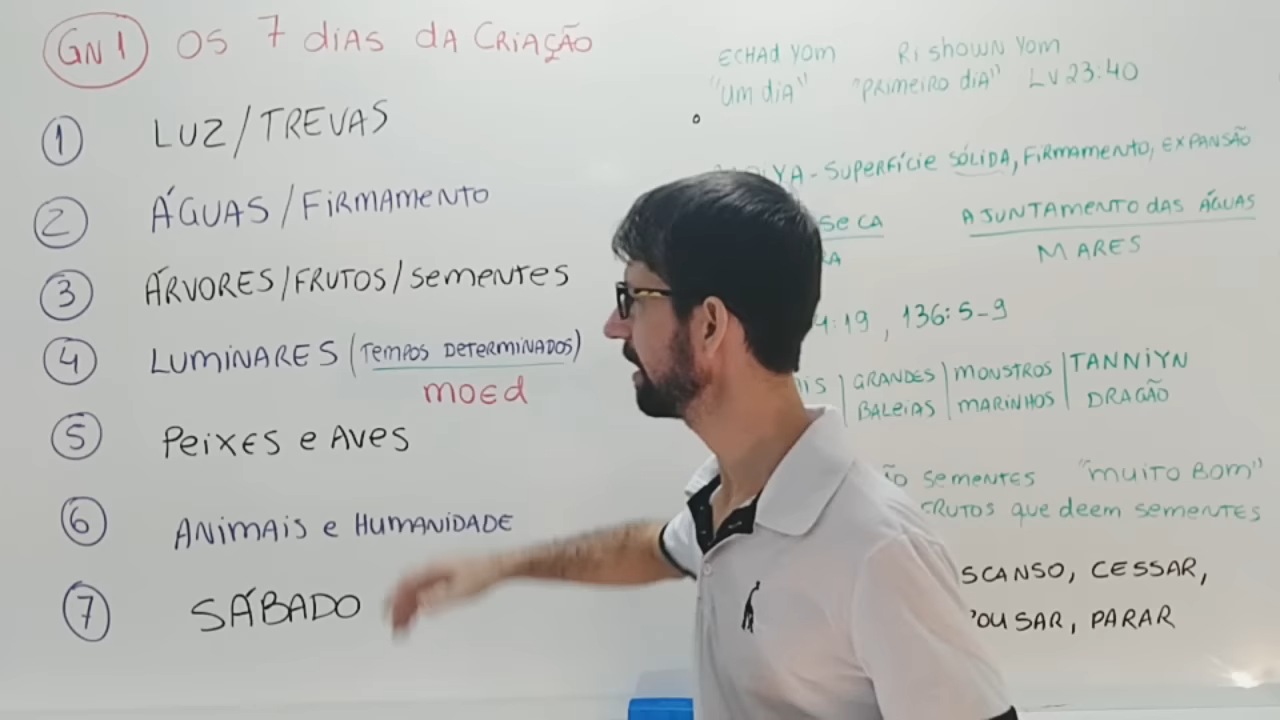 GN 1 OS 7 dias da CRIAÇÃO
1 LUZ/TREVAS
2 ÁGUAS/FIRMAMENTO
3 ÁRVORES/FRUTOS/sementes
4 LUMINARES (TEMPOS DETERMINADOS)
MOED
5 PEIXES e AVES
6 ANIMAIS e HUMANIDADE
7 SÁBADO
ECHAD YOM RISHOWN YOM
"UM DIA" "PRIMEIRO DIA" LV 23:40
- SUPERFÍCIE SÓLIDA, FIRMAMENTO, EXPANSÃO
SECA AJUNTAMENTO DAS ÁGUAS
MARES
4:19, 136:5-9
GRANDES | MONSTROS | TANNIYN
BALEIAS | MARINHOS | DRAGÃO
SEMENTES "MUITO BOM"
FRUTOS que deem SEMENTES
CESSAR,
PARAR